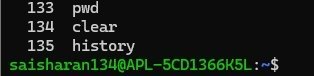 133  pwd
134  clear
135  history
saisharan134@APL-5CD1366K5L:~$